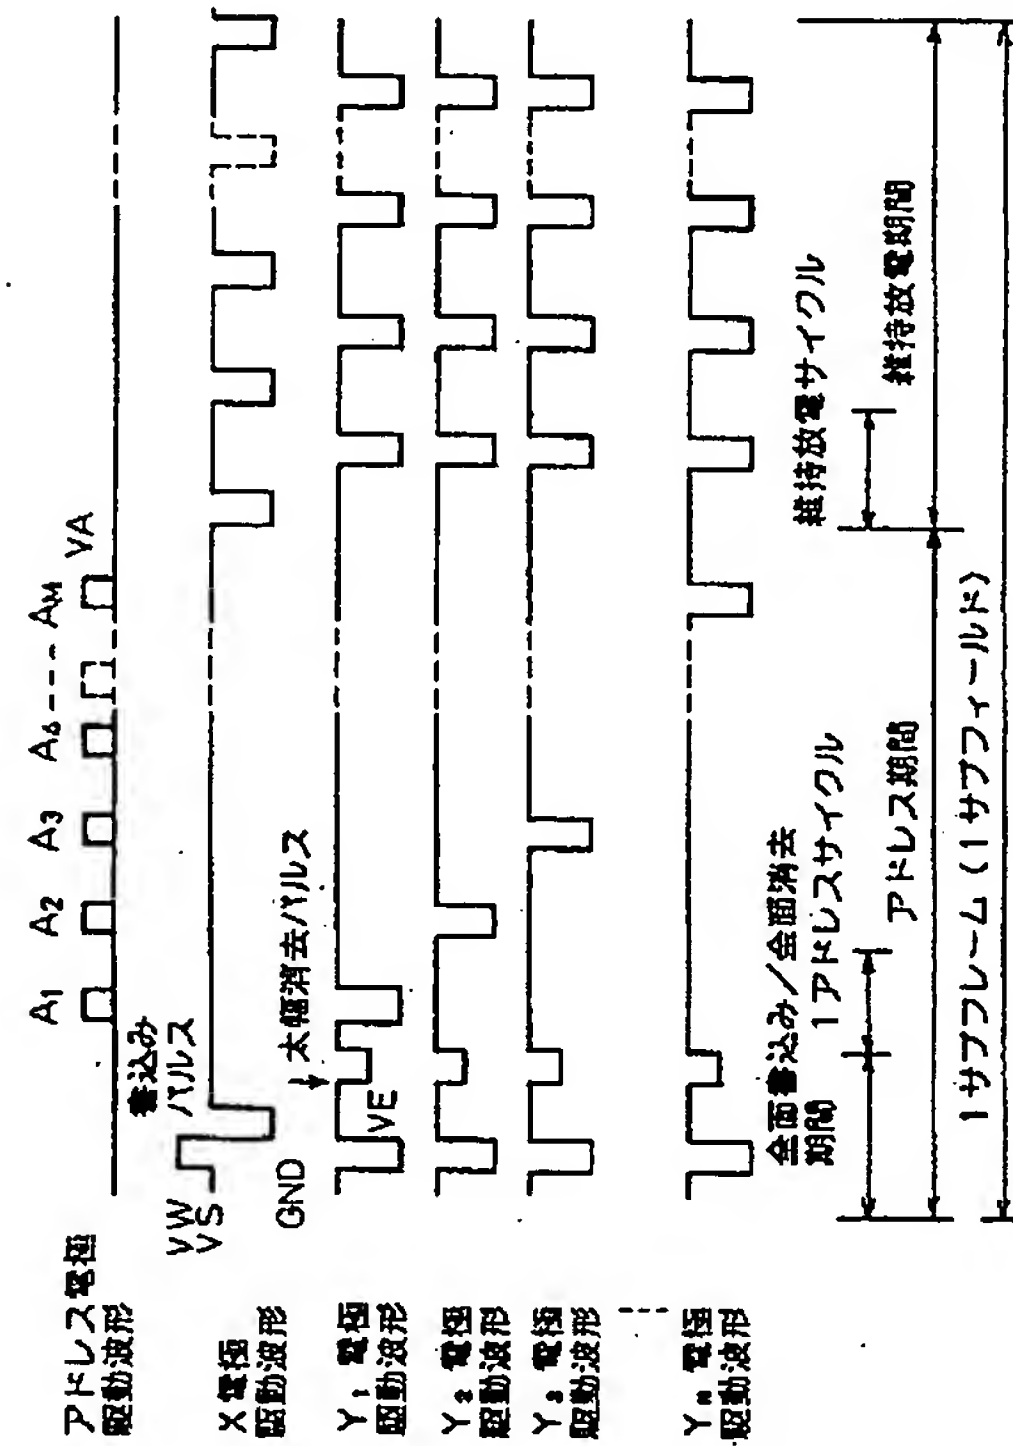 A1 A2 A3 A4 --- AM VA
アドレス電極
駆動波形
書込み
パルス
VW
VS
X電極
駆動波形
GND
太幅消去パルス
VE
Y1電極
駆動波形
Y2電極
駆動波形
Y3電極
駆動波形
Yn電極
駆動波形
全面書込み/全面消去
期間
1アドレスサイクル
維持放電サイクル
アドレス期間
維持放電期間
1サブフレーム(1サブフィールド)